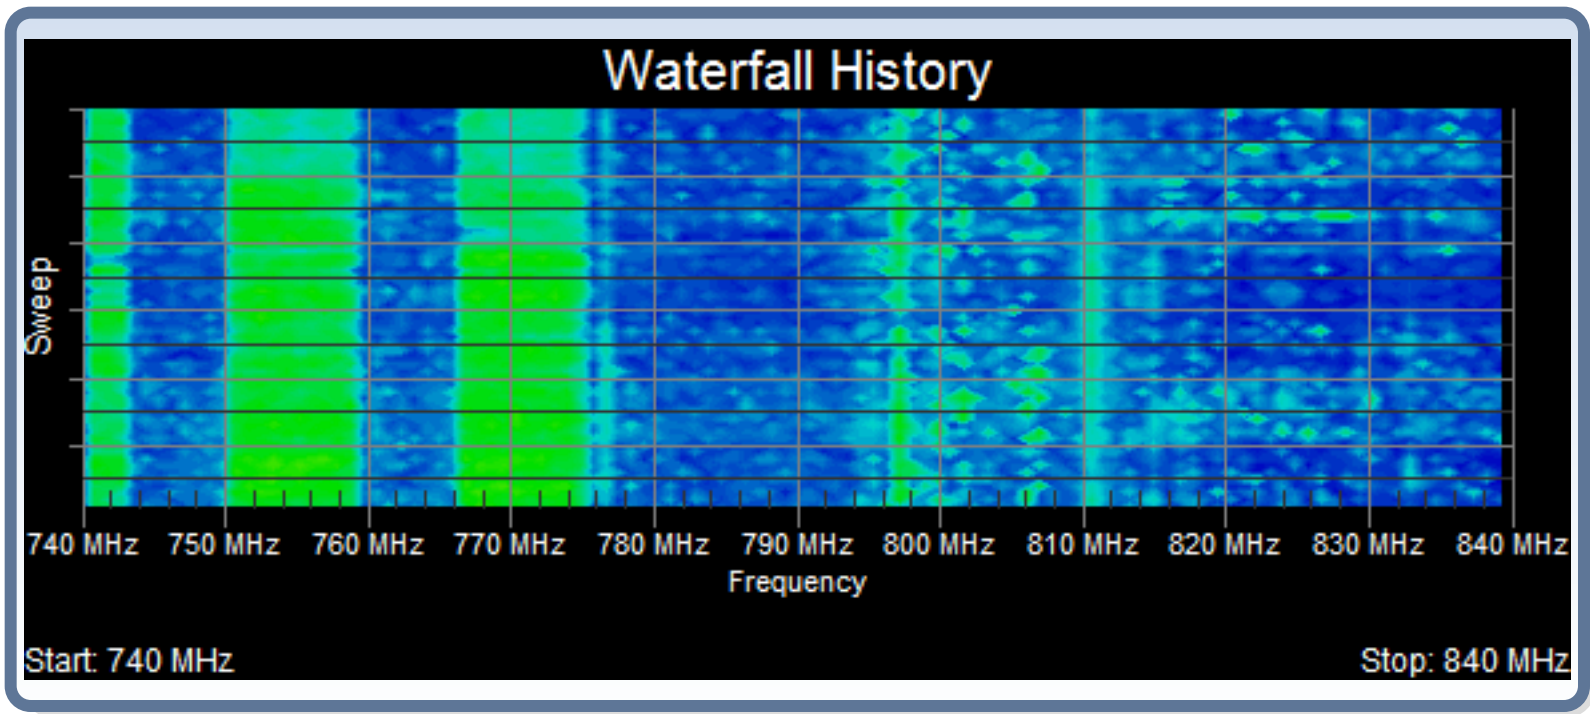 Waterfall History
Sweep
740 MHz 750 MHz 760 MHz 770 MHz 780 MHz 790 MHz 800 MHz 810 MHz 820 MHz 830 MHz 840 MHz
Frequency
Start: 740 MHz Stop: 840 MHz